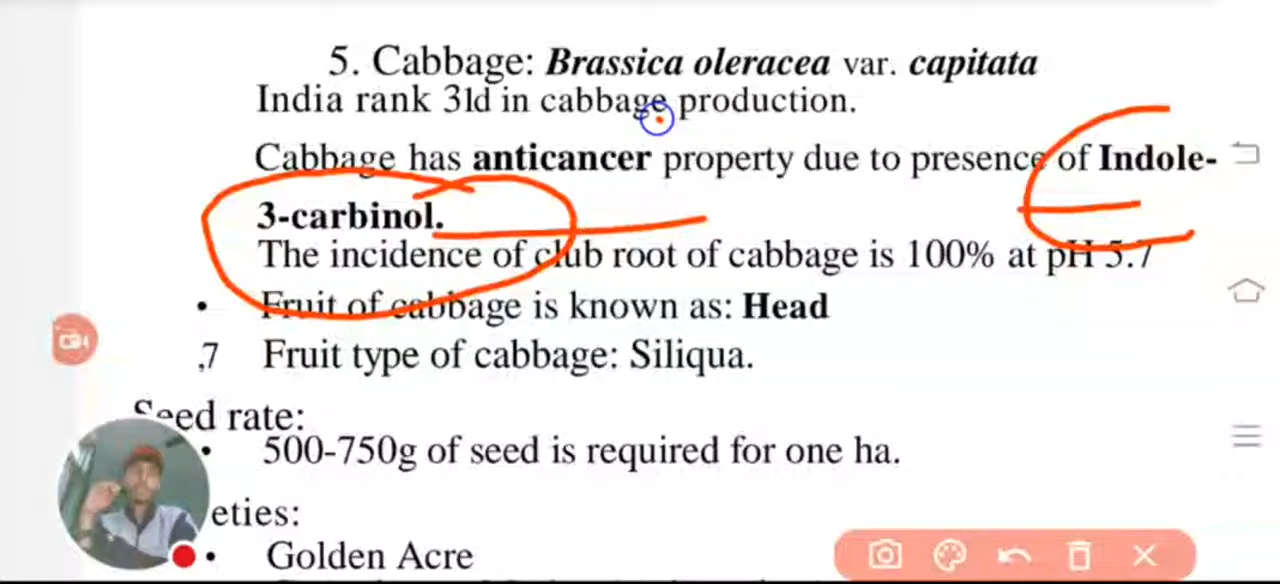 5. Cabbage: Brassica oleracea var. capitata
India rank 3ld in cabbage production.
Cabbage has anticancer property due to presence of Indole-
3-carbinol.
The incidence of club root of cabbage is 100% at pH 5.7
• Fruit of cabbage is known as: Head
,7 Fruit type of cabbage: Siliqua.
Seed rate:
• 500-750g of seed is required for one ha.
eties:
• Golden Acre